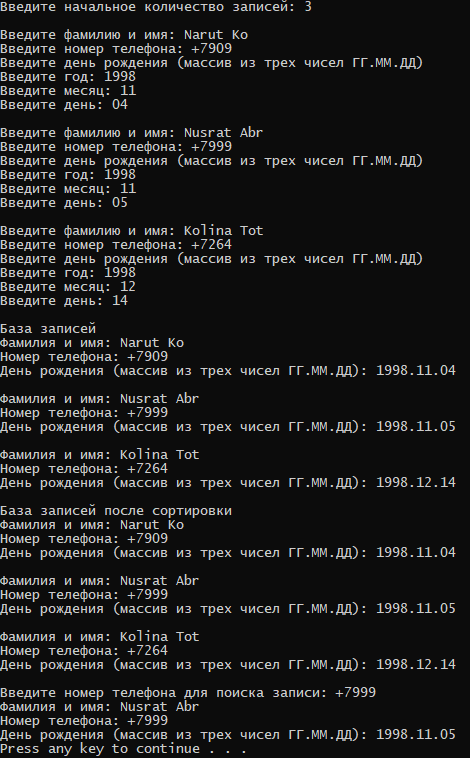 Введите начальное количество записей: 3
Введите фамилию и имя: Narut Ko
Введите номер телефона: +7909
Введите день рождения (массив из трех чисел ГГ.ММ.ДД)
Введите год: 1998
Введите месяц: 11
Введите день: 04
Введите фамилию и имя: Nusrat Abr
Введите номер телефона: +7999
Введите день рождения (массив из трех чисел ГГ.ММ.ДД)
Введите год: 1998
Введите месяц: 11
Введите день: 05
Введите фамилию и имя: Kolina Tot
Введите номер телефона: +7264
Введите день рождения (массив из трех чисел ГГ.ММ.ДД)
Введите год: 1998
Введите месяц: 12
Введите день: 14
База записей
Фамилия и имя: Narut Ko
Номер телефона: +7909
День рождения (массив из трех чисел ГГ.ММ.ДД): 1998.11.04
Фамилия и имя: Nusrat Abr
Номер телефона: +7999
День рождения (массив из трех чисел ГГ.ММ.ДД): 1998.11.05
Фамилия и имя: Kolina Tot
Номер телефона: +7264
День рождения (массив из трех чисел ГГ.ММ.ДД): 1998.12.14
База записей после сортировки
Фамилия и имя: Narut Ko
Номер телефона: +7909
День рождения (массив из трех чисел ГГ.ММ.ДД): 1998.11.04
Фамилия и имя: Nusrat Abr
Номер телефона: +7999
День рождения (массив из трех чисел ГГ.ММ.ДД): 1998.11.05
Фамилия и имя: Kolina Tot
Номер телефона: +7264
День рождения (массив из трех чисел ГГ.ММ.ДД): 1998.12.14
Введите номер телефона для поиска записи: +7999
Фамилия и имя: Nusrat Abr
Номер телефона: +7999
День рождения (массив из трех чисел ГГ.ММ.ДД): 1998.11.05
Press any key to continue . . .